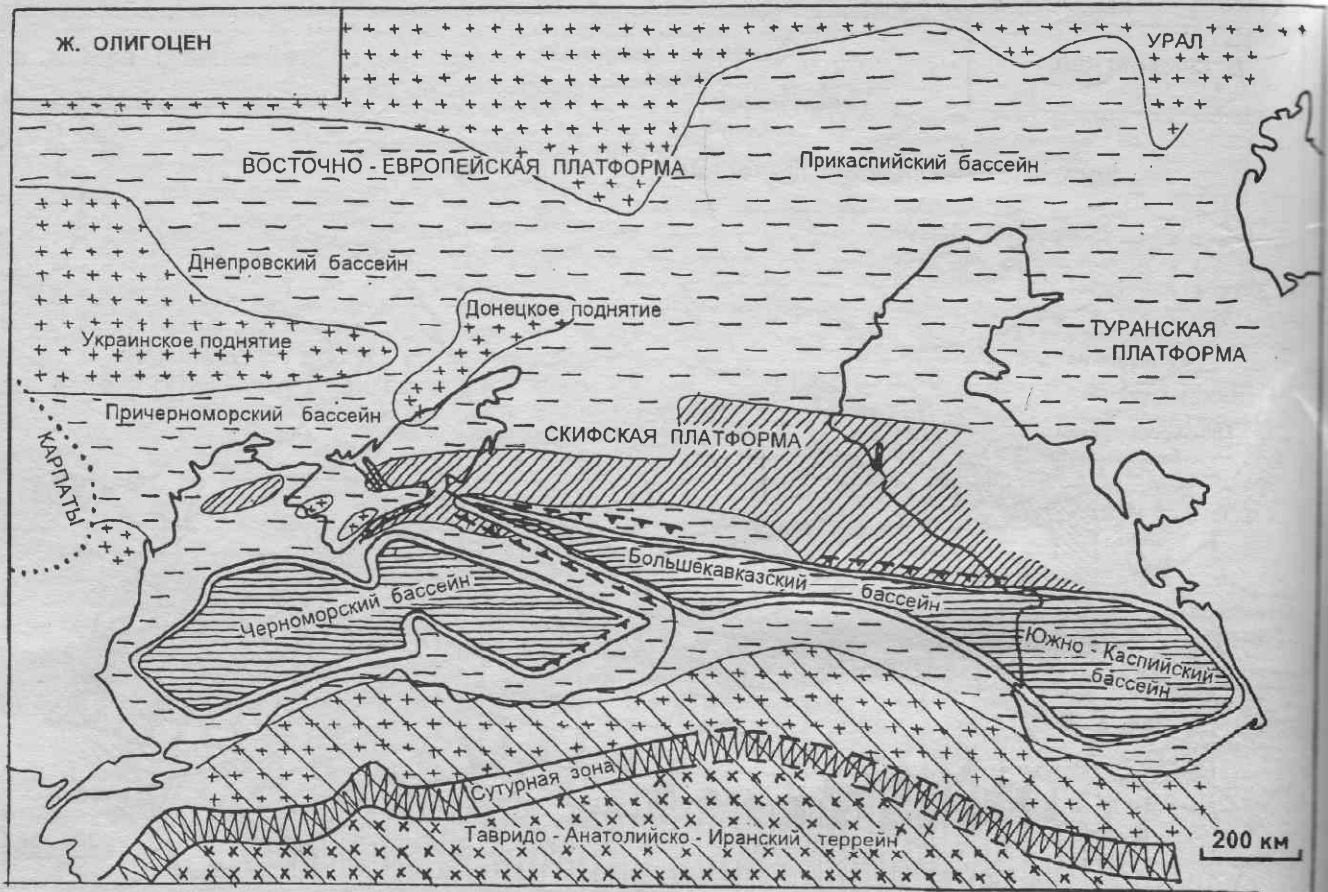 Ж. ОЛИГОЦЕН
УРАЛ
ВОСТОЧНО - ЕВРОПЕЙСКАЯ ПЛАТФОРМА
Прикаспийский бассейн
Днепровский бассейн
Донецкое поднятие
Украинское поднятие
ТУРАНСКАЯ
ПЛАТФОРМА
Причерноморский бассейн
СКИФСКАЯ ПЛАТФОРМА
КАРПАТЫ
Большекавказский бассейн
Черноморский бассейн
Южно - Каспийский
бассейн
Сутурная зона
Тавридо - Анатолийско - Иранский террейн
200 км